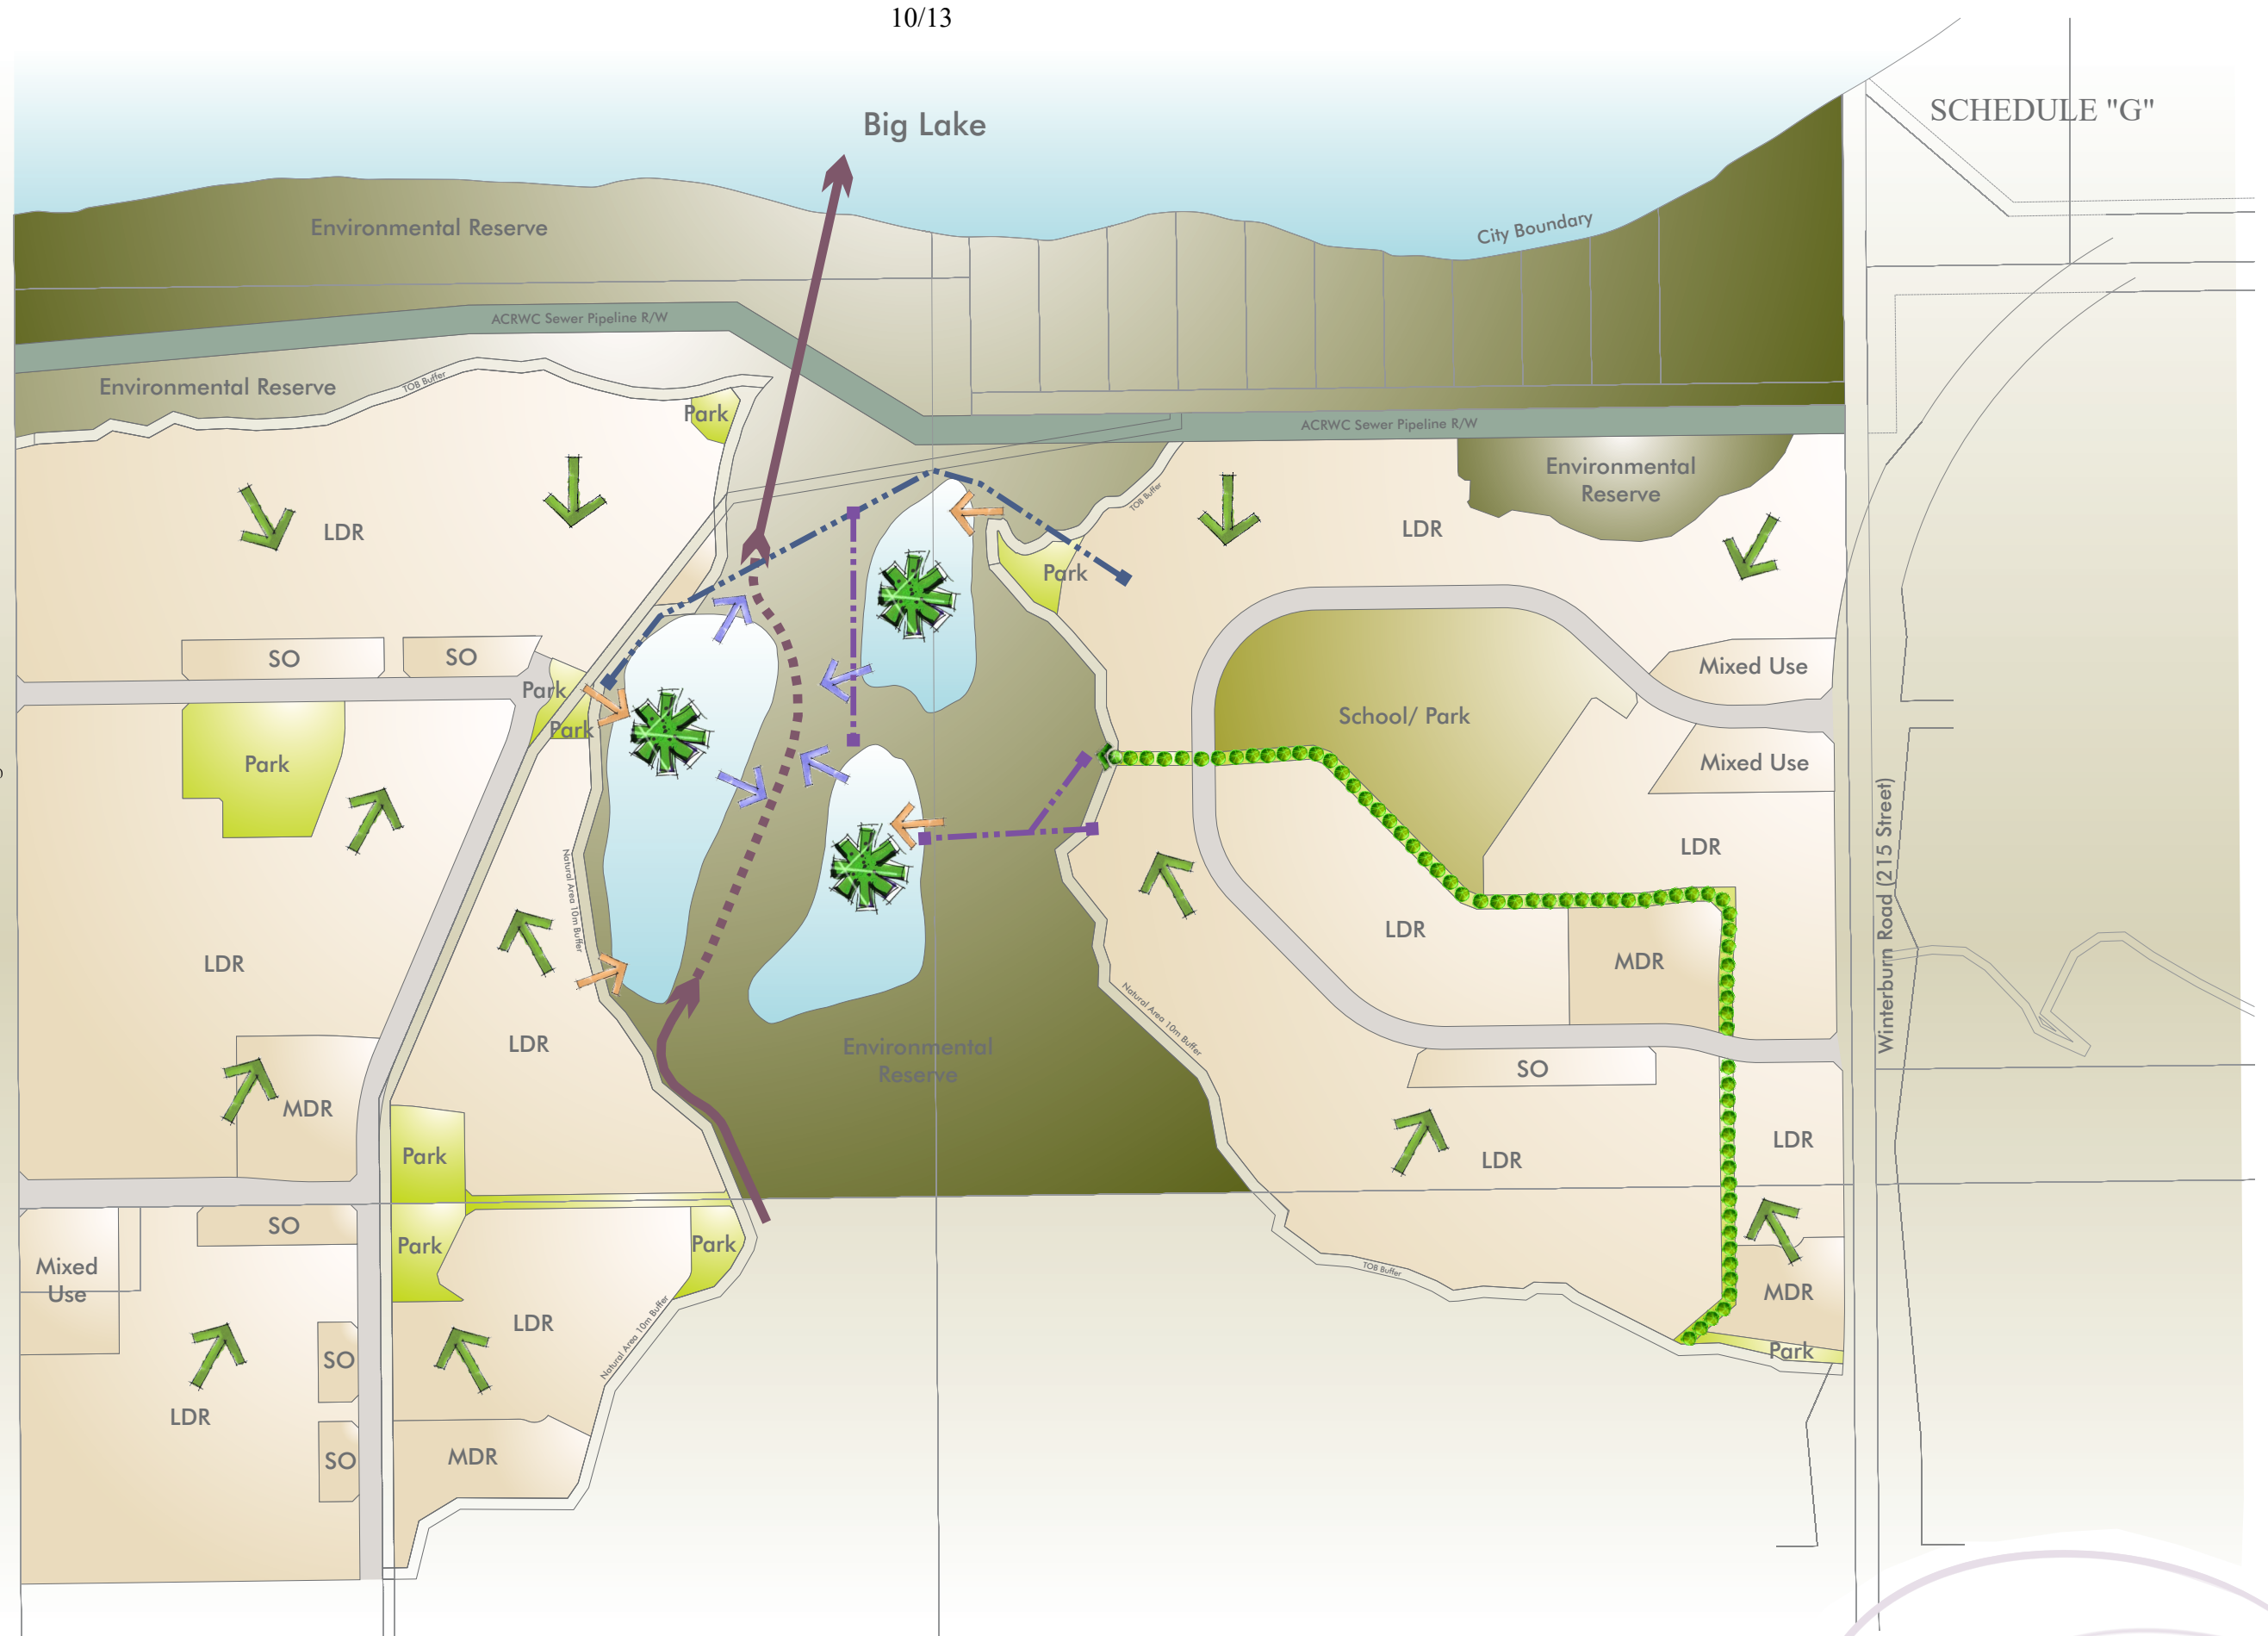 10/13
SCHEDULE "G"
Big Lake
Environmental Reserve
City Boundary
ACRWC Sewer Pipeline R/W
Environmental Reserve
TOB Buffer
Park
ACRWC Sewer Pipeline R/W
Environmental
Reserve
TOB Buffer
LDR
LDR
Park
SO
SO
Mixed Use
Park
Park
School/ Park
Park
Mixed Use
Winterburn Road (215 Street)
LDR
Natural Area 10m Buffer
LDR
LDR
MDR
Natural Area 10m Buffer
LDR
Environmental
Reserve
SO
MDR
LDR
Park
LDR
SO
Park
Park
Mixed
Use
TOB Buffer
MDR
LDR
Natural Area 10m Buffer
Park
SO
LDR
MDR
SO